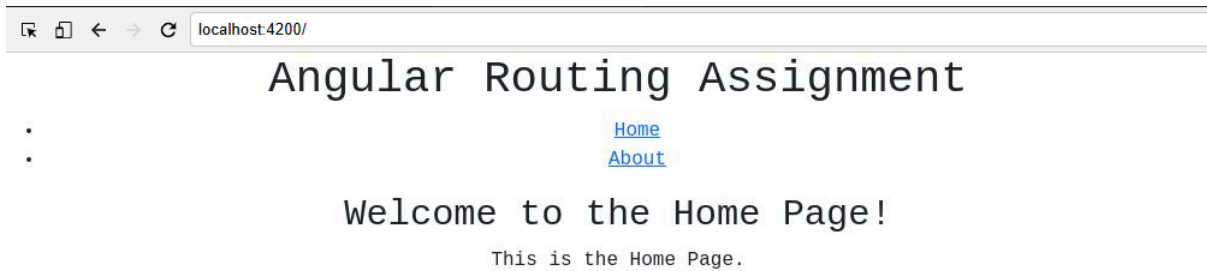 localhost:4200/
Angular Routing Assignment
Home
About
Welcome to the Home Page!
This is the Home Page.